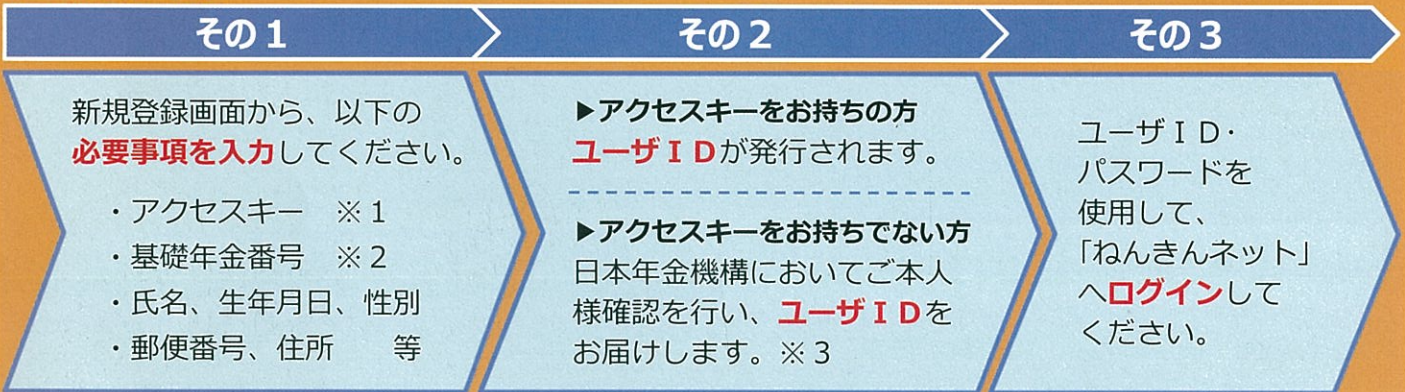 その１
その２
その３
新規登録画面から、以下の
必要事項を入力してください。
・アクセスキー　※１
・基礎年金番号　※２
・氏名、生年月日、性別
・郵便番号、住所　　等
▶アクセスキーをお持ちの方
ユーザＩＤが発行されます。
▶アクセスキーをお持ちでない方
日本年金機構においてご本人
様確認を行い、ユーザＩＤを
お届けします。※３
ユーザＩＤ・
パスワードを
使用して、
「ねんきんネット」
へログインして
ください。